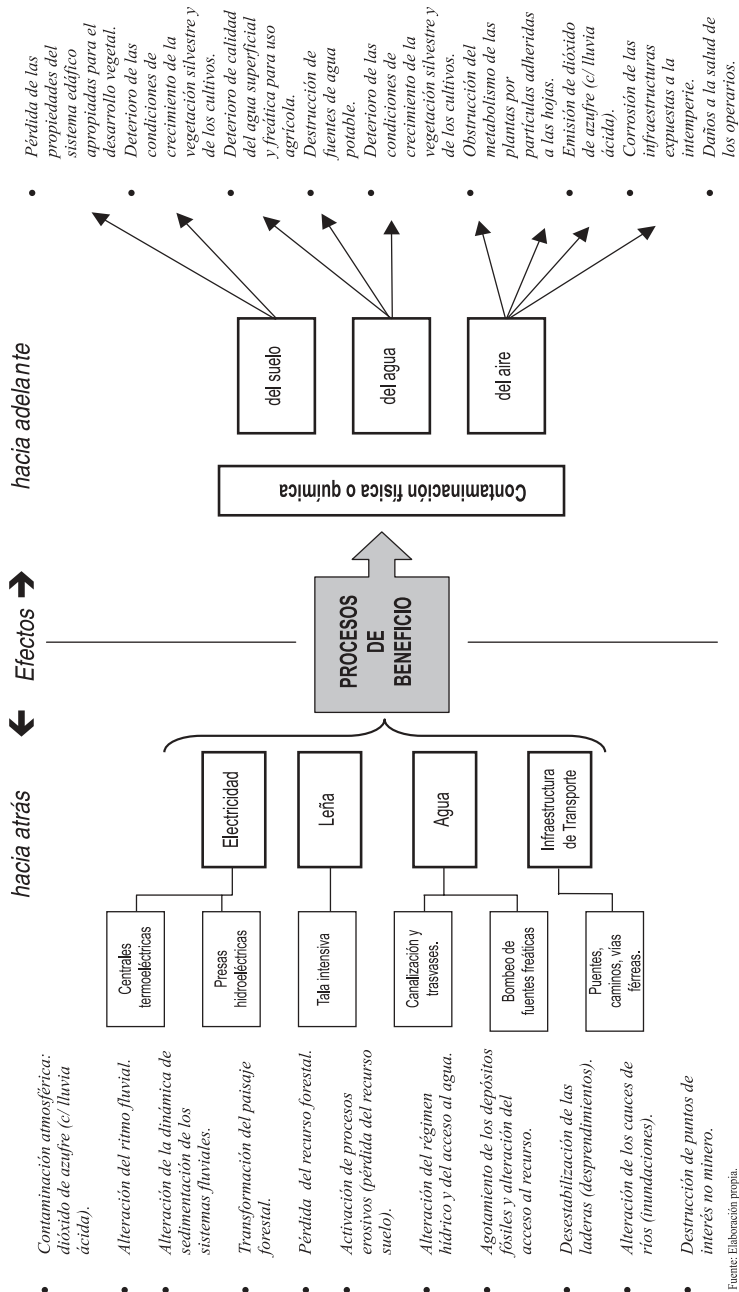 hacia atrás
Efectos
hacia adelante
Contaminación atmosférica:
dióxido de azufre (c/ lluvia
ácida).
Alteración del ritmo fluvial.
Alteración de la dinámica de
sedimentación de los
sistemas fluviales.
Transformación del paisaje
forestal.
Pérdida del recurso forestal.
Activación de procesos
erosivos (pérdida del recurso
suelo).
Alteración del régimen
hídrico y del acceso al agua.
Agotamiento de los depósitos
fósiles y alteración del
acceso al recurso.
Desestabilización de las
laderas (desprendimientos).
Alteración de los cauces de
ríos (inundaciones).
Destrucción de puntos de
interés no minero.
Centrales
termoeléctricas
Presas
hidroeléctricas
Tala intensiva
Canalización y
trasvases.
Bombeo de
fuentes freáticas
Puentes,
caminos, vías
férreas.
Electricidad
Leña
Agua
Infraestructura
de Transporte
PROCESOS
DE
BENEFICIO
Contaminación física o química
del suelo
del agua
del aire
Pérdida de las
propiedades del
sistema edáfico
apropiadas para el
desarrollo vegetal.
Deterioro de las
condiciones de
crecimiento de la
vegetación silvestre y
de los cultivos.
Deterioro de calidad
del agua superficial
y freática para uso
agrícola.
Destrucción de
fuentes de agua
potable.
Deterioro de las
condiciones de
crecimiento de la
vegetación silvestre y
de los cultivos.
Obstrucción del
metabolismo de las
plantas por
partículas adheridas
a las hojas.
Emisión de dióxido
de azufre (c/ lluvia
ácida).
Corrosión de las
infraestructuras
expuestas a la
intemperie.
Daños a la salud de
los operarios.
Fuente: Elaboración propia.